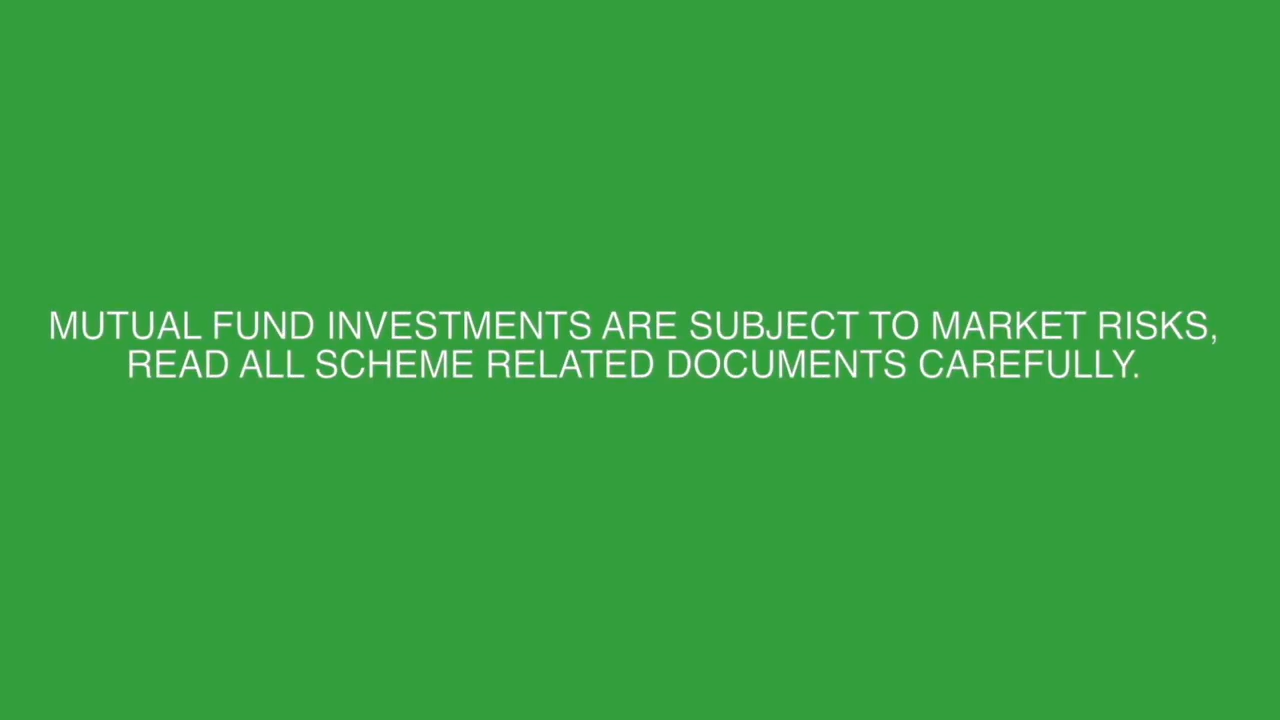 MUTUAL FUND INVESTMENTS ARE SUBJECT TO MARKET RISKS,
READ ALL SCHEME RELATED DOCUMENTS CAREFULLY.